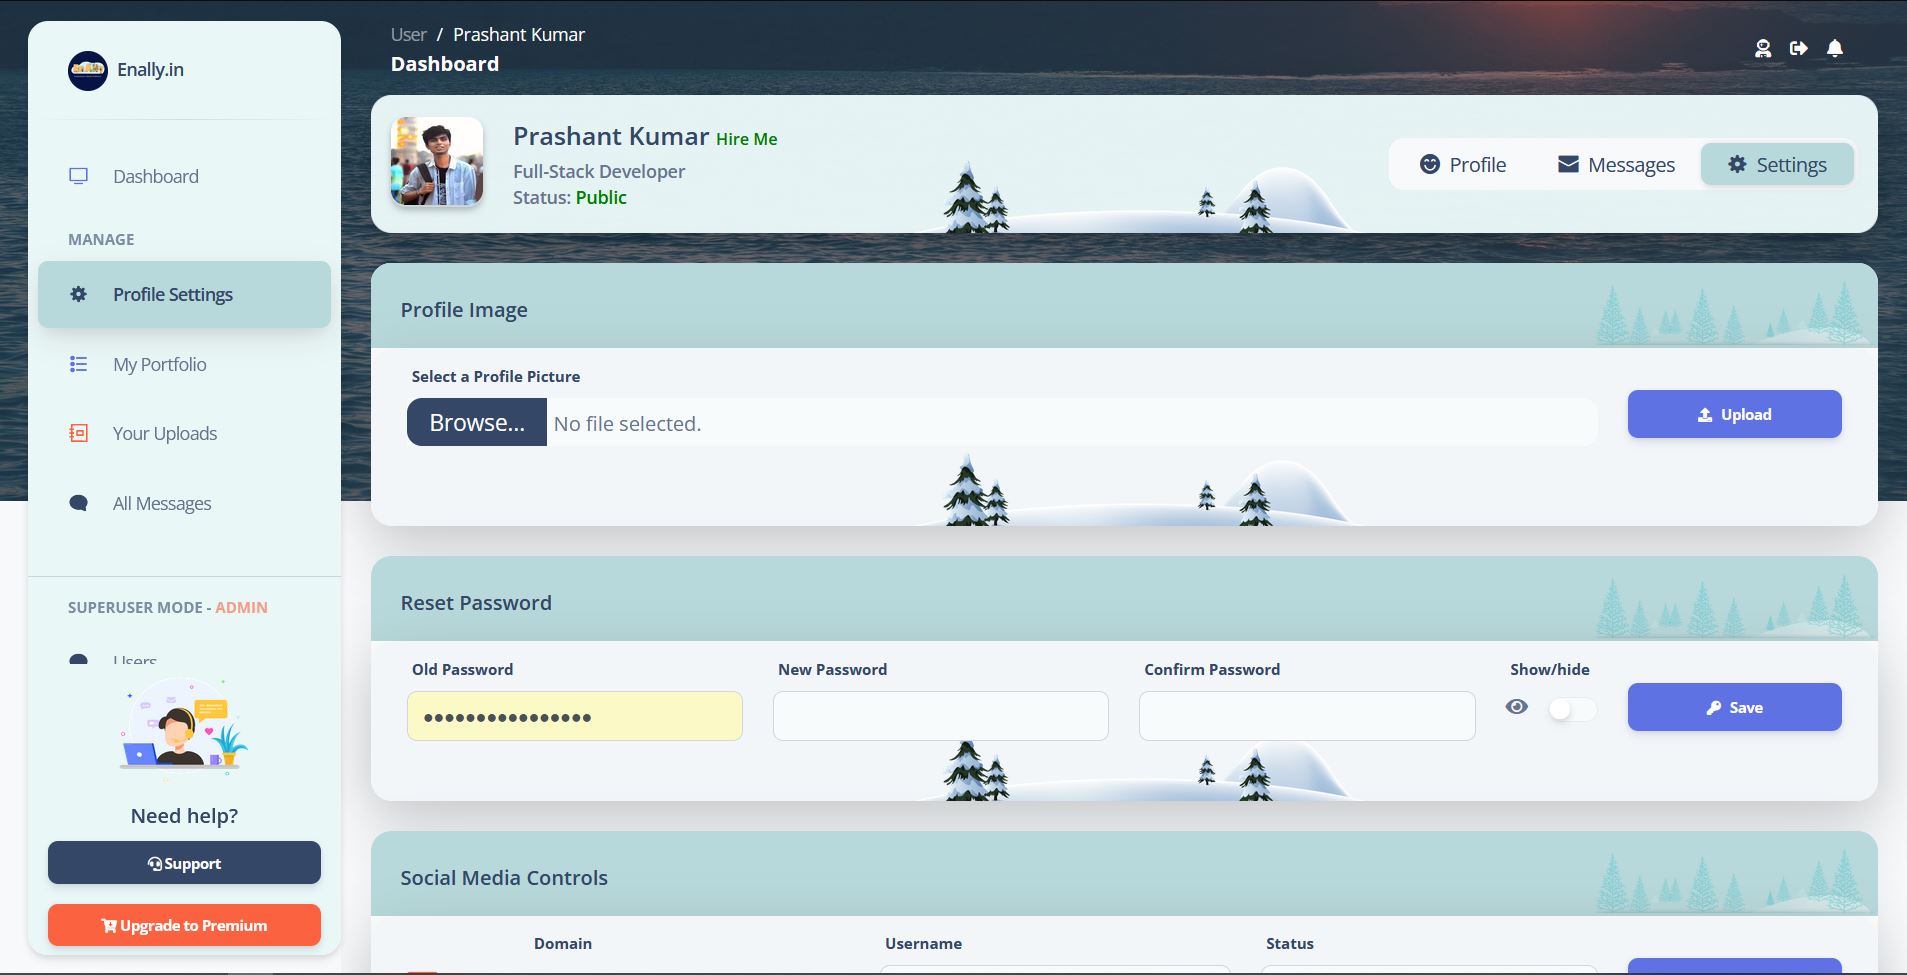 Enally.in
Dashboard
MANAGE
Profile Settings
My Portfolio
Your Uploads
All Messages
SUPERUSER MODE - ADMIN
Users
Need help?
Support
Upgrade to Premium
User / Prashant Kumar
Dashboard
Prashant Kumar Hire Me
Full-Stack Developer
Status: Public
Profile Messages Settings
Profile Image
Select a Profile Picture
Browse... No file selected.
Upload
Reset Password
Old Password New Password Confirm Password Show/hide
••••••••••••••••
Save
Social Media Controls
Domain Username Status